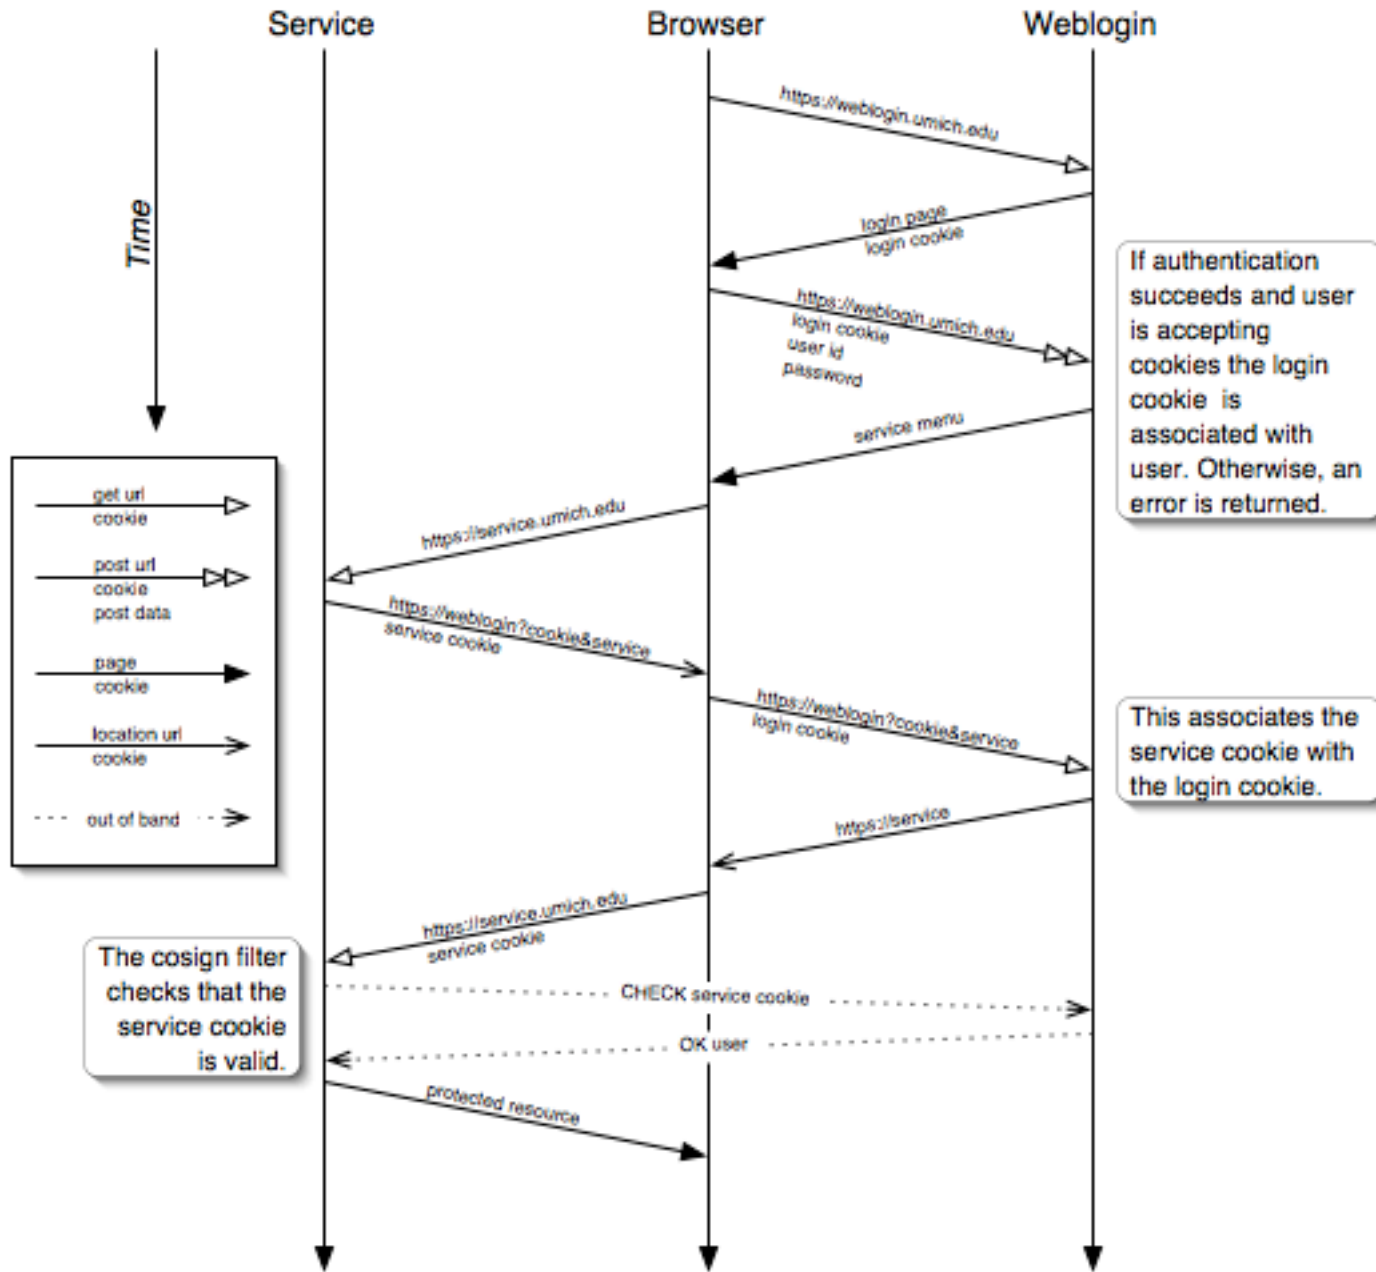 Service
Browser
Weblogin
Time
https://weblogin.umich.edu
login page
login cookie
https://weblogin.umich.edu
login cookie
user id
password
If authentication
succeeds and user
is accepting
cookies the login
cookie is
associated with
user. Otherwise, an
error is returned.
service menu
get url
cookie
post url
cookie
post data
page
cookie
location url
cookie
out of band
https://service.umich.edu
https://weblogin?cookie&service
service cookie
https://weblogin?cookie&service
login cookie
This associates the
service cookie with
the login cookie.
https://service
https://service.umich.edu
service cookie
The cosign filter
checks that the
service cookie
is valid.
CHECK service cookie
OK user
protected resource